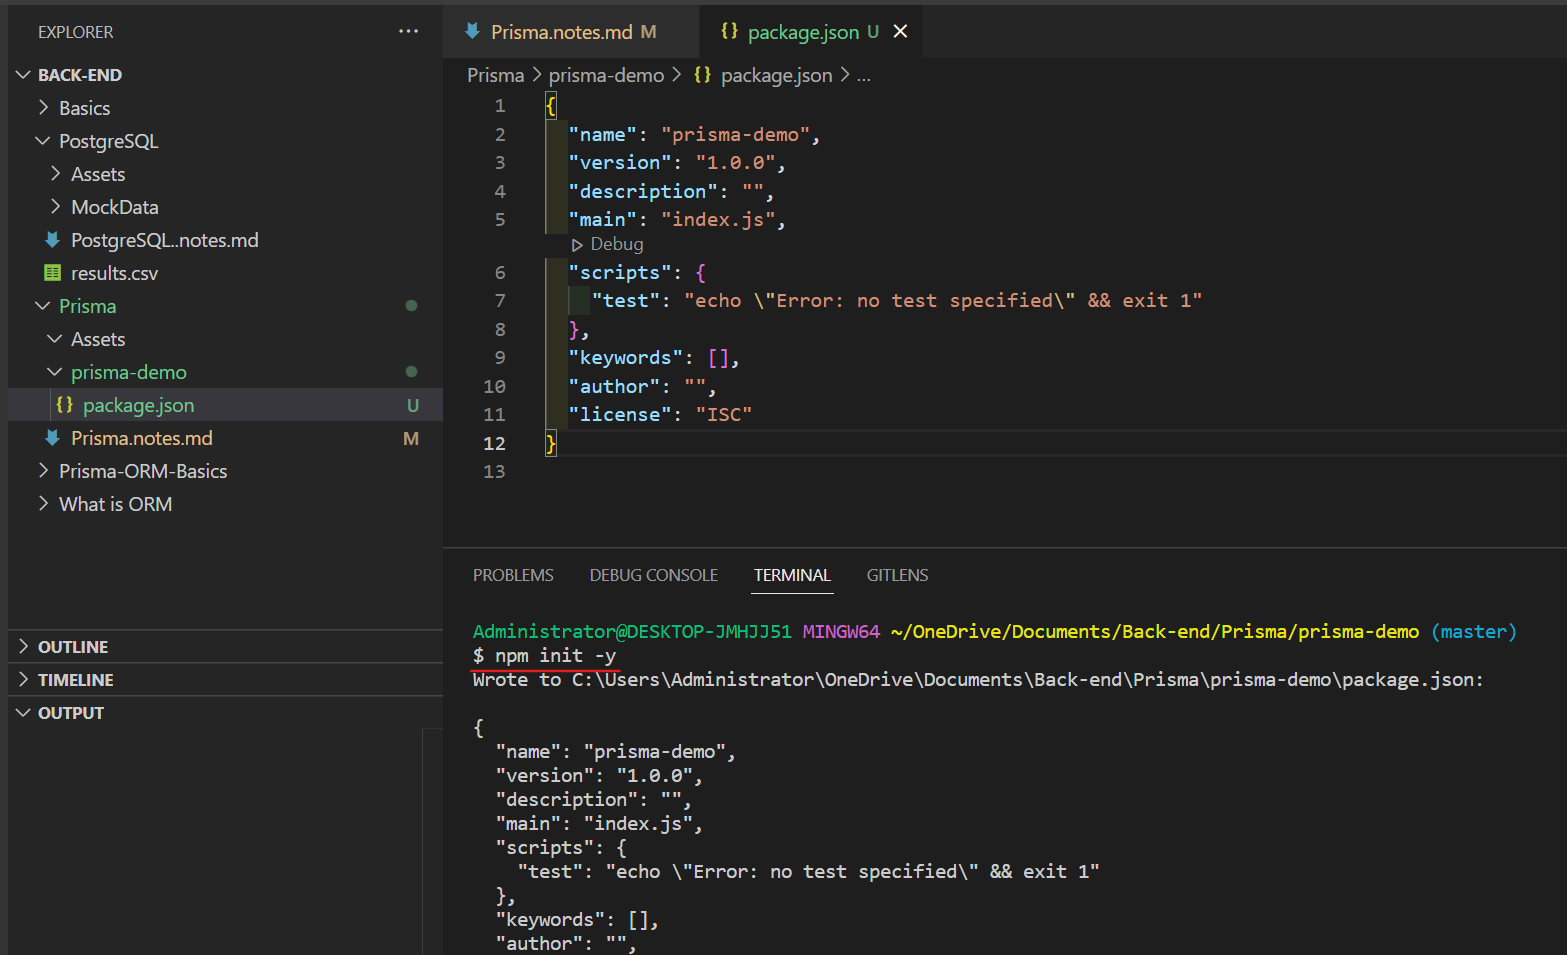 EXPLORER
···
BACK-END
Basics
PostgreSQL
Assets
MockData
PostgreSQL..notes.md
results.csv
Prisma
Assets
prisma-demo
{} package.json U
Prisma.notes.md M
Prisma-ORM-Basics
What is ORM
OUTLINE
TIMELINE
OUTPUT
Prisma.notes.md M
{} package.json U
Prisma > prisma-demo > {} package.json > ...
1 {
2 "name": "prisma-demo",
3 "version": "1.0.0",
4 "description": "",
5 "main": "index.js",
Debug
6 "scripts": {
7 "test": "echo \"Error: no test specified\" && exit 1"
8 },
9 "keywords": [],
10 "author": "",
11 "license": "ISC"
12 }
13
PROBLEMS DEBUG CONSOLE TERMINAL GITLENS
Administrator@DESKTOP-JMHJJ51 MINGW64 ~/OneDrive/Documents/Back-end/Prisma/prisma-demo (master)
$ npm init -y
Wrote to C:\Users\Administrator\OneDrive\Documents\Back-end\Prisma\prisma-demo\package.json:
{
"name": "prisma-demo",
"version": "1.0.0",
"description": "",
"main": "index.js",
"scripts": {
"test": "echo \"Error: no test specified\" && exit 1"
},
"keywords": [],
"author": "",